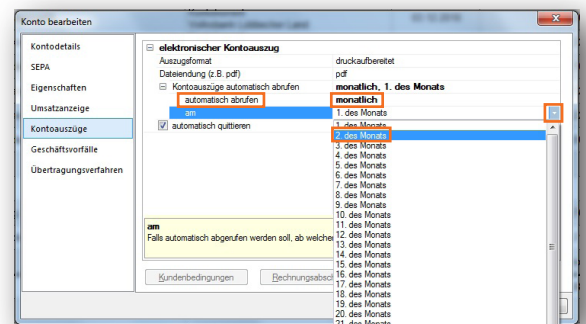 Konto bearbeiten
Kontodetails
SEPA
Eigenschaften
Umsatzanzeige
Kontoauszüge
Geschäftsvorfälle
Übertragungsverfahren
elektronischer Kontoauszug
Auszugsformat druckaufbereitet
Dateiendung (z.B. pdf) pdf
Kontoauszüge automatisch abrufen monatlich, 1. des Monats
automatisch abrufen monatlich
am 1. des Monats
automatisch quittieren
1. des Monats
2. des Monats
3. des Monats
4. des Monats
5. des Monats
6. des Monats
7. des Monats
8. des Monats
9. des Monats
10. des Monats
11. des Monats
12. des Monats
13. des Monats
14. des Monats
15. des Monats
16. des Monats
17. des Monats
18. des Monats
19. des Monats
20. des Monats
21. des Monats
am
Falls automatisch abgerufen werden soll, ab
Kundenbedingungen